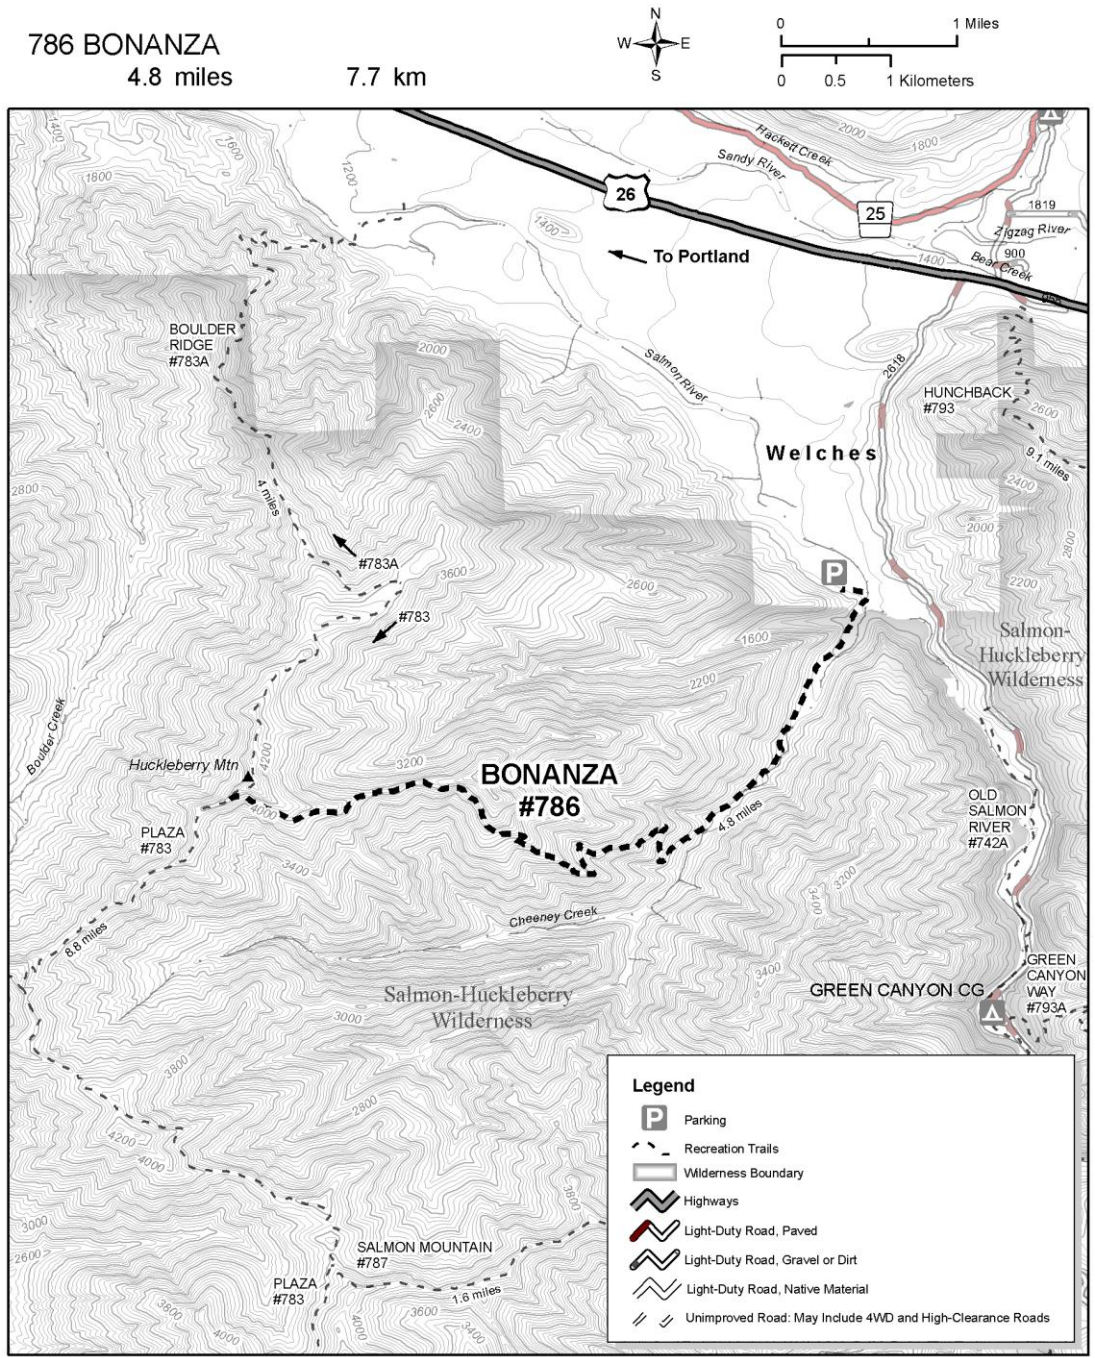 786 BONANZA
4.8 miles 7.7 km
N
W E
S
0 1 Miles
0 0.5 1 Kilometers
1400
1600
1800
1200
26
Hackett Creek
2000
1800
Sandy River
25
1819
Zigzag River
900
Bear Creek
1400
1400
To Portland
BOULDER
RIDGE
#783A
2000
2600
2400
Salmon River
2618
HUNCHBACK
#793
2600
9.1 miles
2400
Welches
2800
4 miles
2000
2800
#783A
3600
2600
P
2200
#783
1600
Salmon-
Huckleberry
Wilderness
2200
Boulder Creek
4200
Huckleberry Mtn
3200
BONANZA
#786
4000
4.8 miles
OLD
SALMON
RIVER
#742A
PLAZA
#783
3400
3200
3400
8.8 miles
Cheeney Creek
3400
GREEN
CANYON
WAY
#793A
GREEN CANYON CG
Salmon-Huckleberry
Wilderness
3000
3800
2800
4200
4000
3800
3000
2600
SALMON MOUNTAIN
#787
PLAZA
#783
1.6 miles
3800
4000
4000
3600
3400
Legend
P Parking
Recreation Trails
Wilderness Boundary
Highways
Light-Duty Road, Paved
Light-Duty Road, Gravel or Dirt
Light-Duty Road, Native Material
Unimproved Road: May Include 4WD and High-Clearance Roads